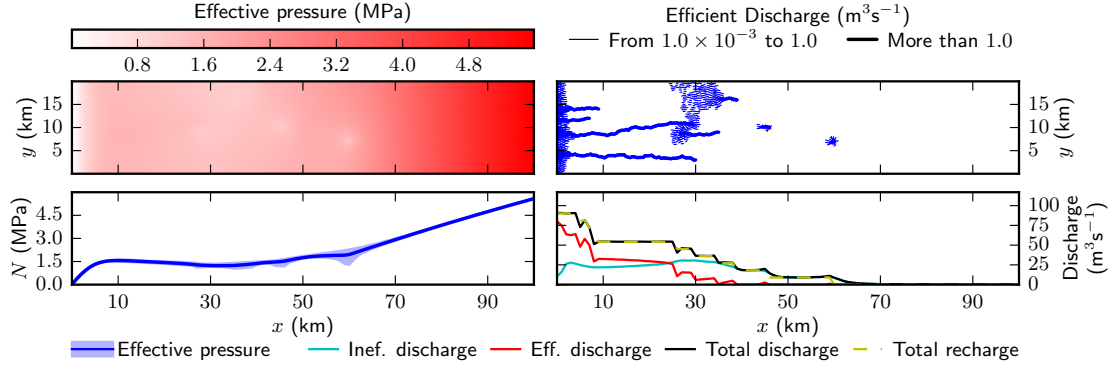 Effective pressure (MPa)
0.8 1.6 2.4 3.2 4.0 4.8
Efficient Discharge (m³s⁻¹)
From 1.0 × 10⁻³ to 1.0 More than 1.0
15
10
5
y (km)
15
10
5
y (km)
4.5
3.0
1.5
0.0
N (MPa)
10 30 50 70 90
x (km)
100
75
50
25
0
Discharge
(m³s⁻¹)
10 30 50 70 90
x (km)
Effective pressure Inef. discharge Eff. discharge Total discharge Total recharge